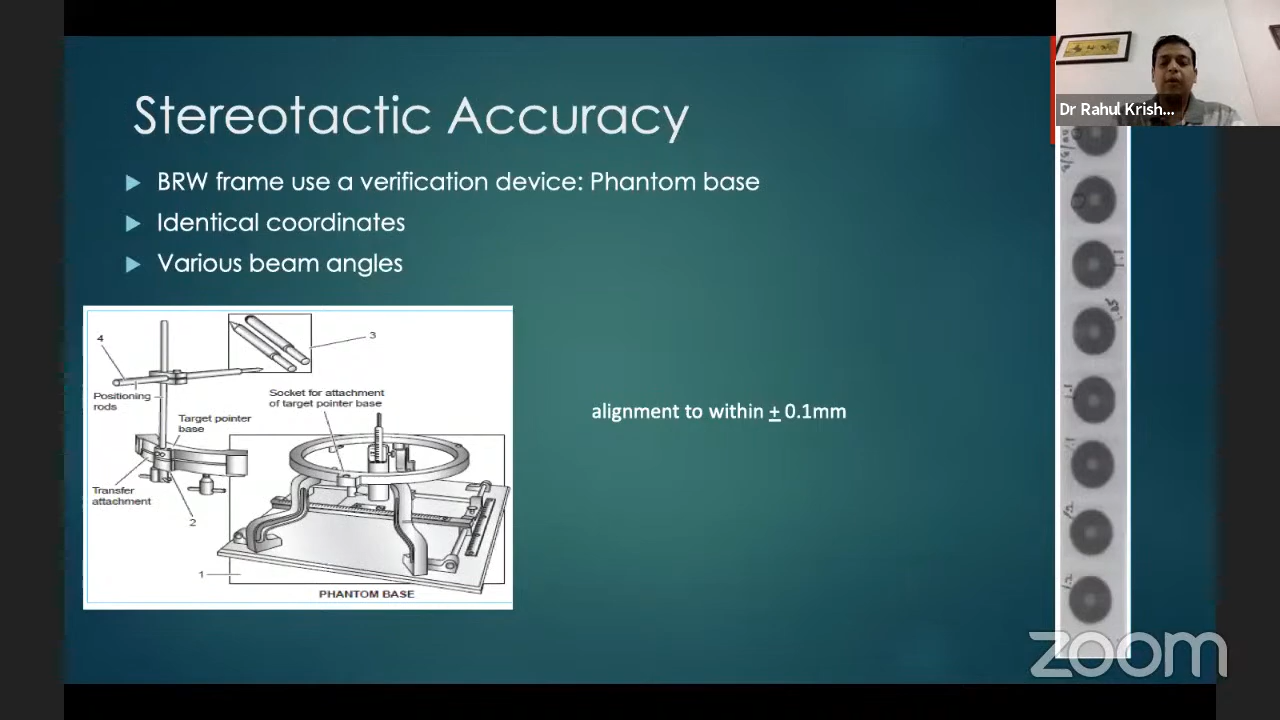 Stereotactic Accuracy
BRW frame use a verification device: Phantom base
Identical coordinates
Various beam angles
4
3
Positioning
rods
Socket for attachment
of target pointer base
Target pointer
base
Transfer
attachment
2
1
PHANTOM BASE
alignment to within ± 0.1mm
Dr Rahul Krish...
zoom